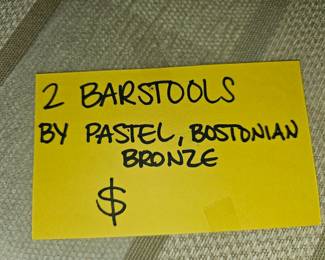 2 BARSTOOLS
BY PASTEL, BOSTONIAN
BRONZE
$